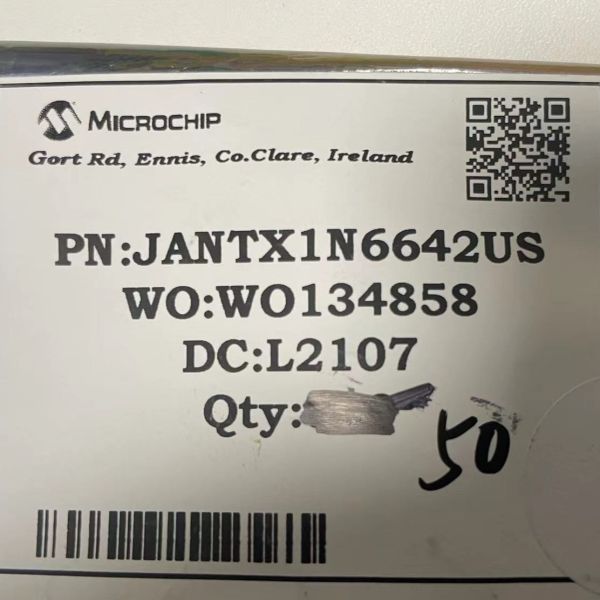 MICROCHIP
Gort Rd, Ennis, Co.Clare, Ireland
PN:JANTX1N6642US
WO:WO134858
DC:L2107
Qty:
50